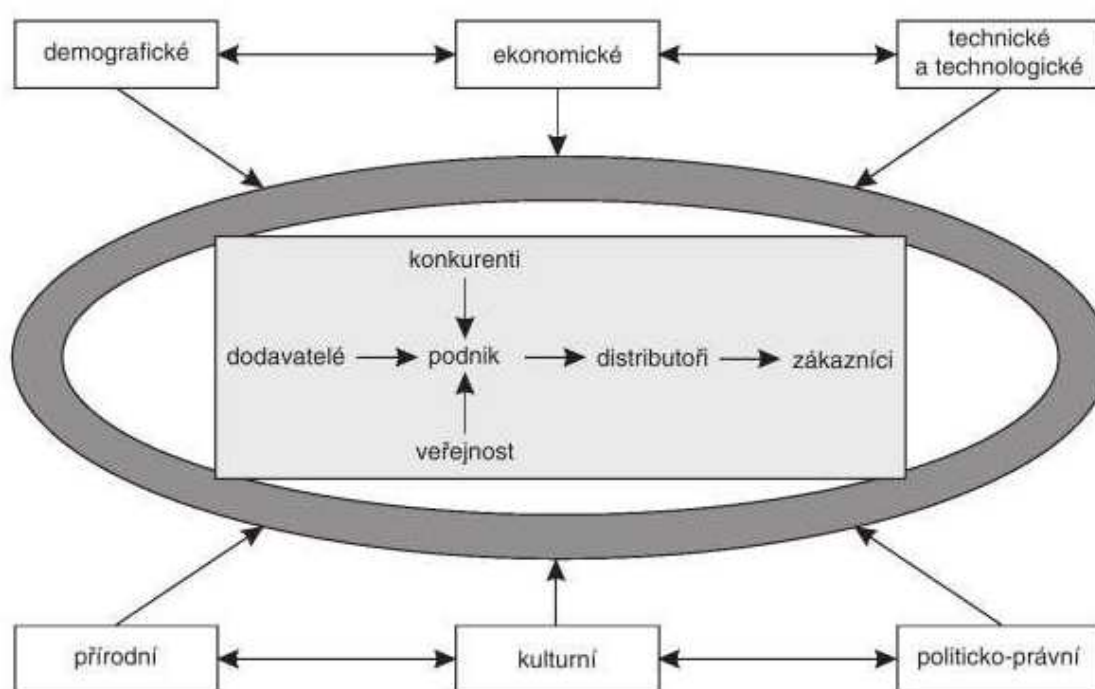 demografické
ekonomické
technické
a technologické
konkurenti
dodavatelé
podnik
distributoři
zákazníci
veřejnost
přírodní
kulturní
politicko-právní